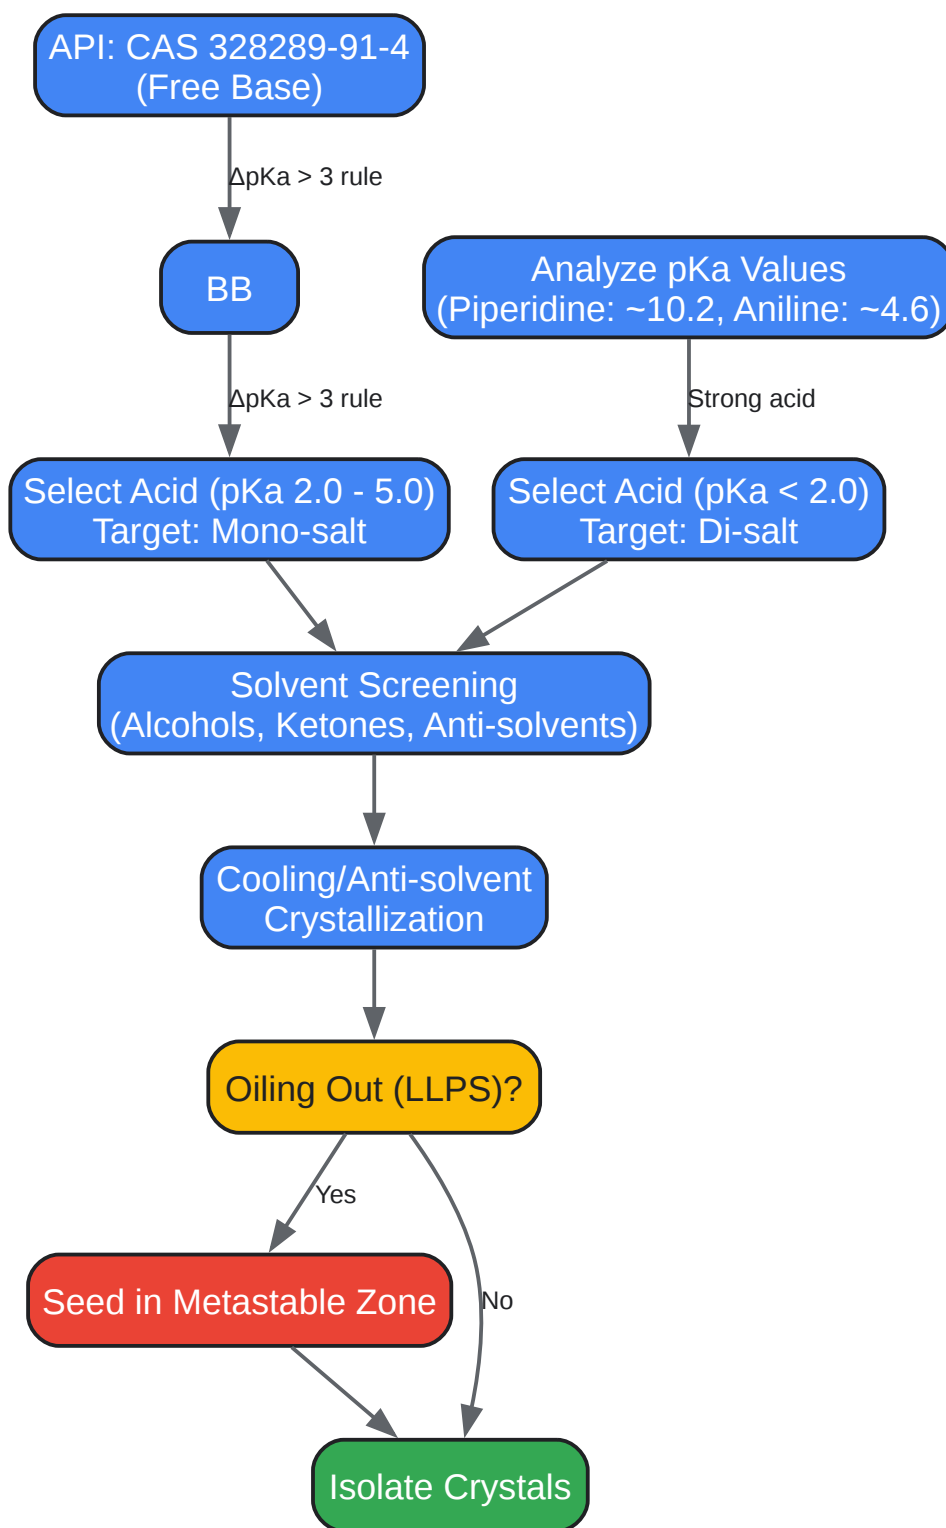 API: CAS 328289-91-4
(Free Base)
ΔpKa > 3 rule
BB
Analyze pKa Values
(Piperidine: ~10.2, Aniline: ~4.6)
ΔpKa > 3 rule
Strong acid
Select Acid (pKa 2.0 - 5.0)
Target: Mono-salt
Select Acid (pKa < 2.0)
Target: Di-salt
Solvent Screening
(Alcohols, Ketones, Anti-solvents)
Cooling/Anti-solvent
Crystallization
Oiling Out (LLPS)?
Yes
Seed in Metastable Zone
No
Isolate Crystals